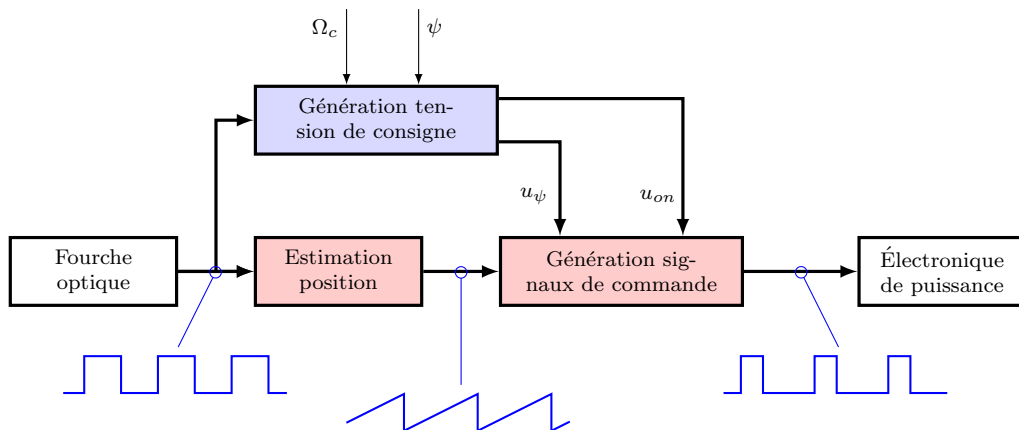 Ω_c ψ
Génération ten-
sion de consigne
u_ψ u_on
Fourche
optique
Estimation
position
Génération sig-
naux de commande
Électronique
de puissance